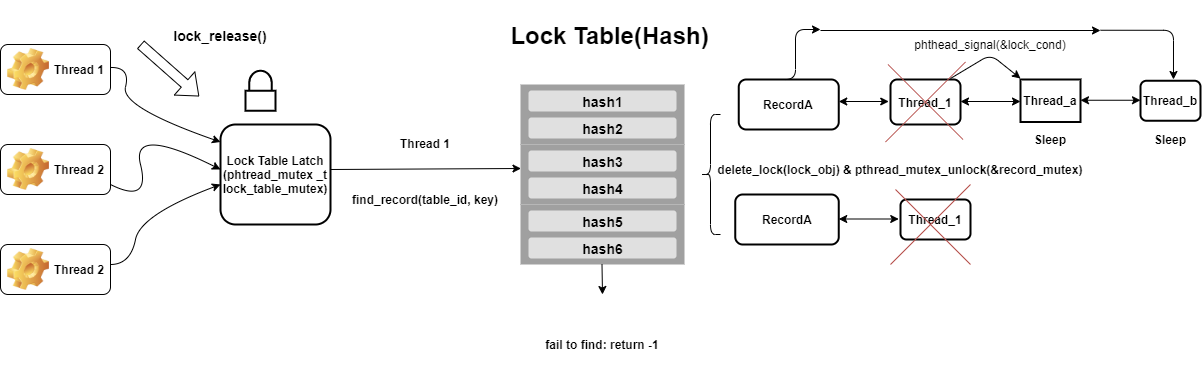 lock_release()
Lock Table(Hash)
Thread 1
Thread 2
Thread 2
Lock Table Latch
(phtread_mutex _t
lock_table_mutex)
Thread 1
find_record(table_id, key)
hash1
hash2
hash3
hash4
hash5
hash6
fail to find: return -1
phthead_signal(&lock_cond)
RecordA
Thread_1
Thread_a
Thread_b
Sleep
Sleep
delete_lock(lock_obj) & pthread_mutex_unlock(&record_mutex)
RecordA
Thread_1